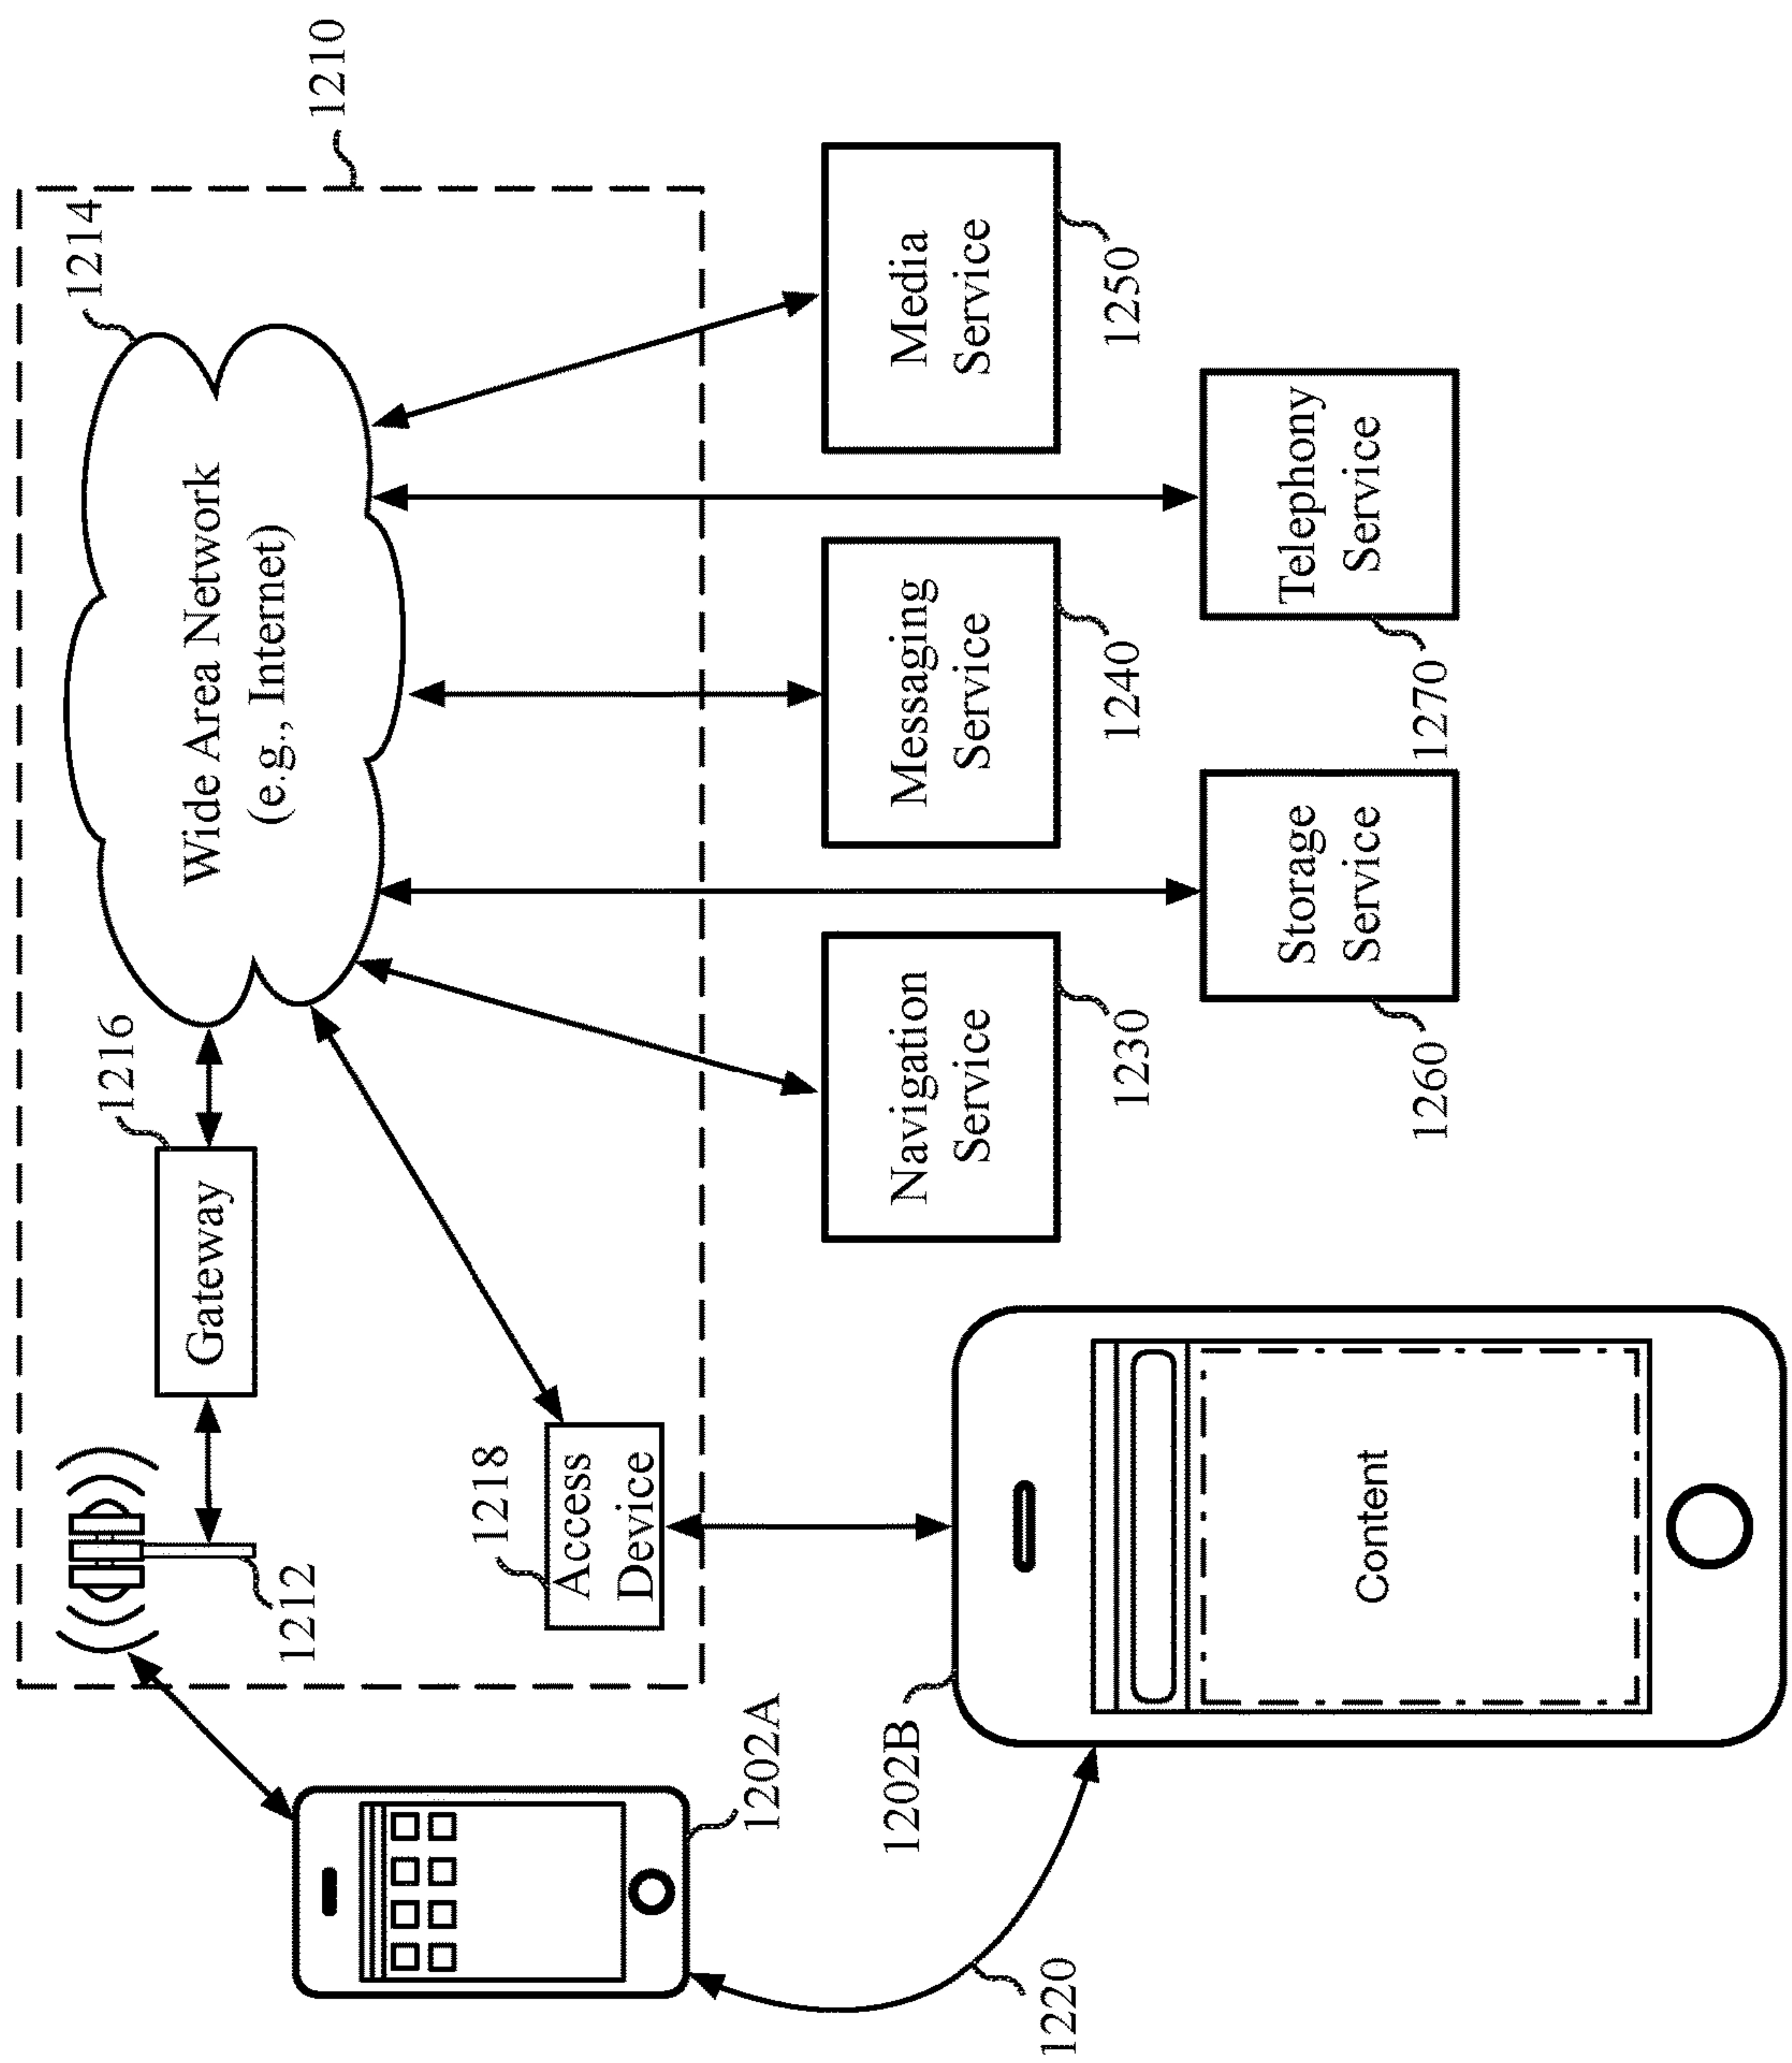 1210
1214
Wide Area Network
(e.g., Internet)
1216
Gateway
1212
1218
Access
Device
1202A
1202B
Content
1220
Navigation
Service
1230
Messaging
Service
1240
Media
Service
1250
Storage
Service
1260
Telephony
Service
1270